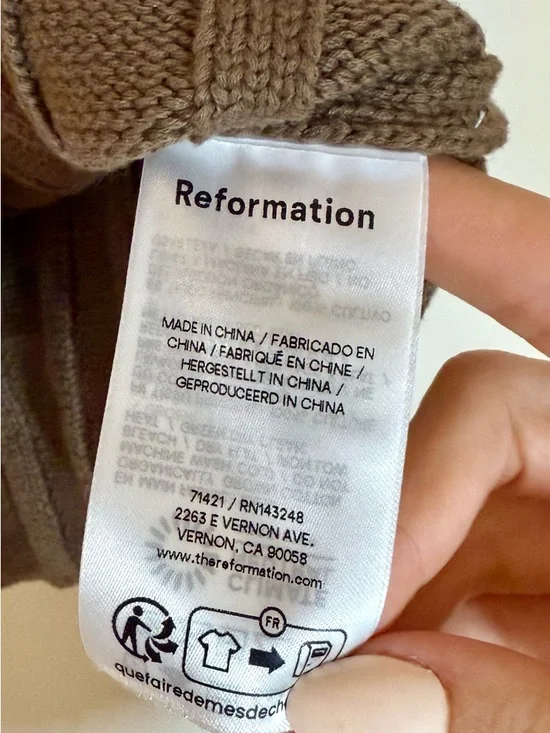 Reformation
MADE IN CHINA / FABRICADO EN
CHINA / FABRIQUÉ EN CHINE /
HERGESTELLT IN CHINA /
GEPRODUCEERD IN CHINA
71421 / RN143248
2263 E VERNON AVE.
VERNON, CA 90058
www.thereformation.com
FR